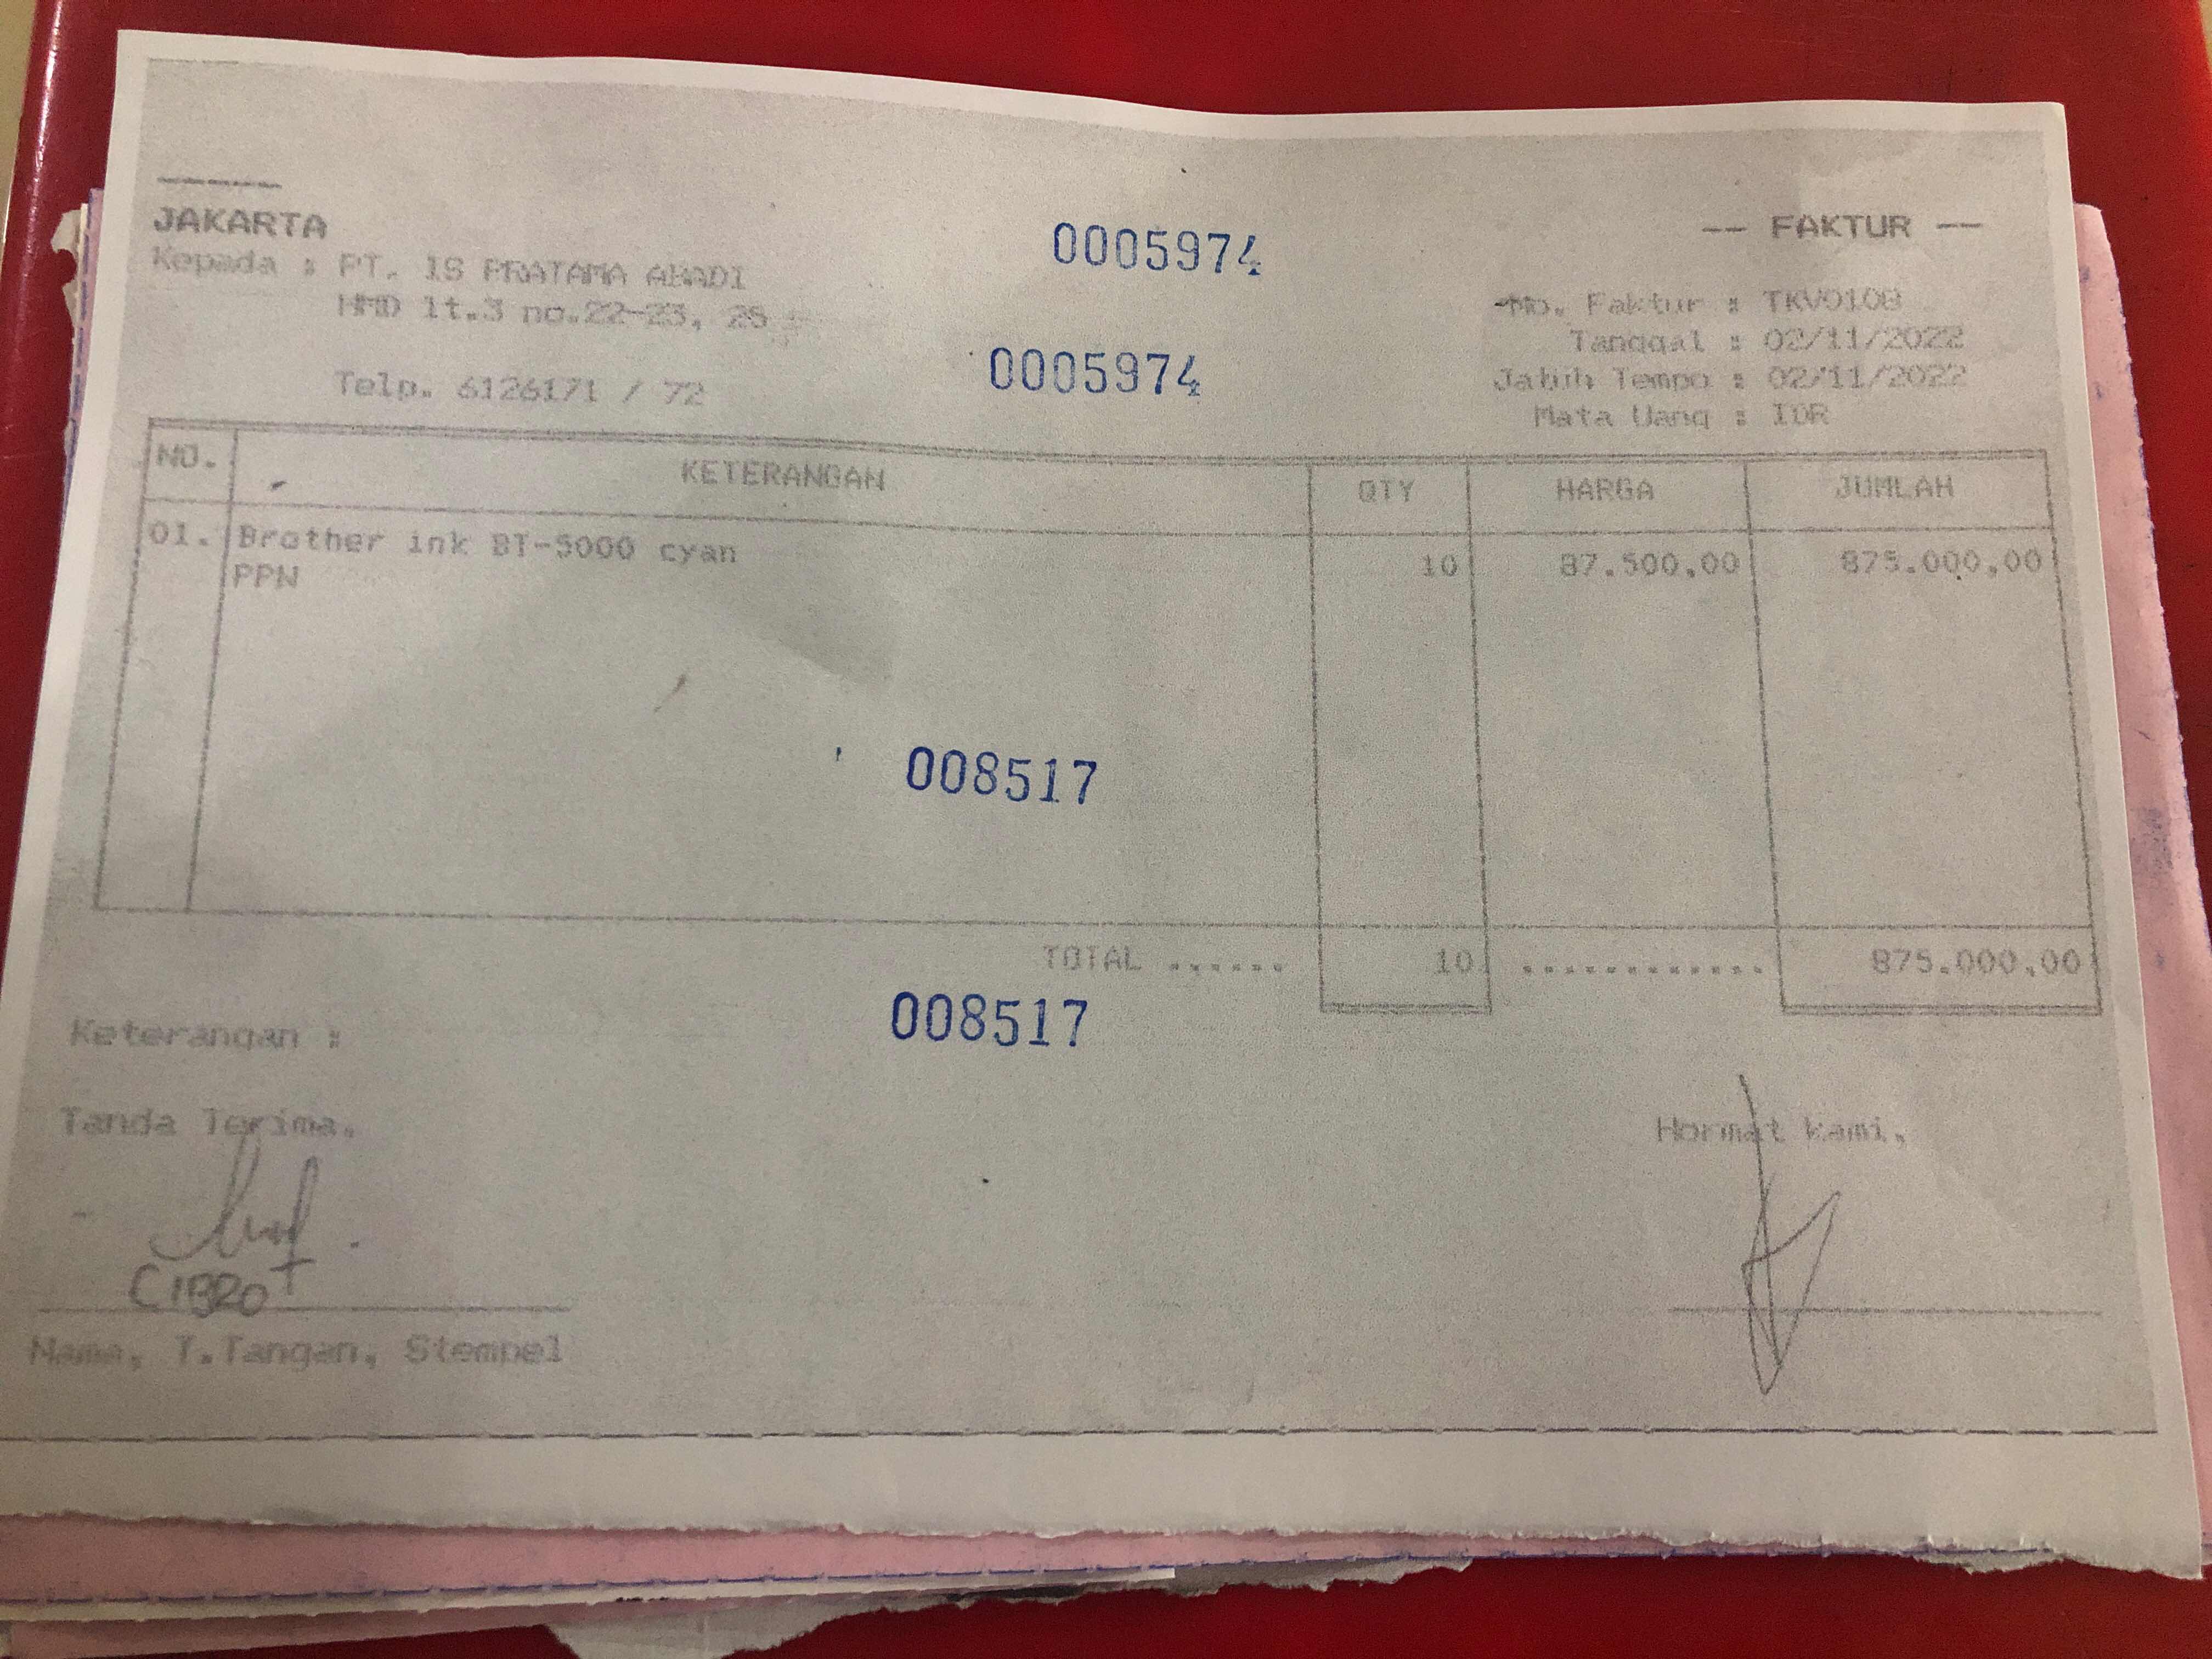 JAKARTA
-- FAKTUR --
0005974
Kepada : PT. IS PRATAMA ABADI
HMD lt.3 no.22-23, 25
No. Faktur : TKV0108
Tanggal : 02/11/2022
0005974
Telp. 6126171 / 72
Jatuh Tempo : 02/11/2022
Mata Uang : IDR
NO. KETERANGAN QTY HARGA JUMLAH
01. Brother ink BT-5000 cyan 10 87.500,00 875.000,00
PPN
008517
TOTAL ...... 10 ............ 875.000,00
008517
Keterangan :
Tanda Terima, Hormat kami,
CIBRO
Nama, T.Tangan, Stempel